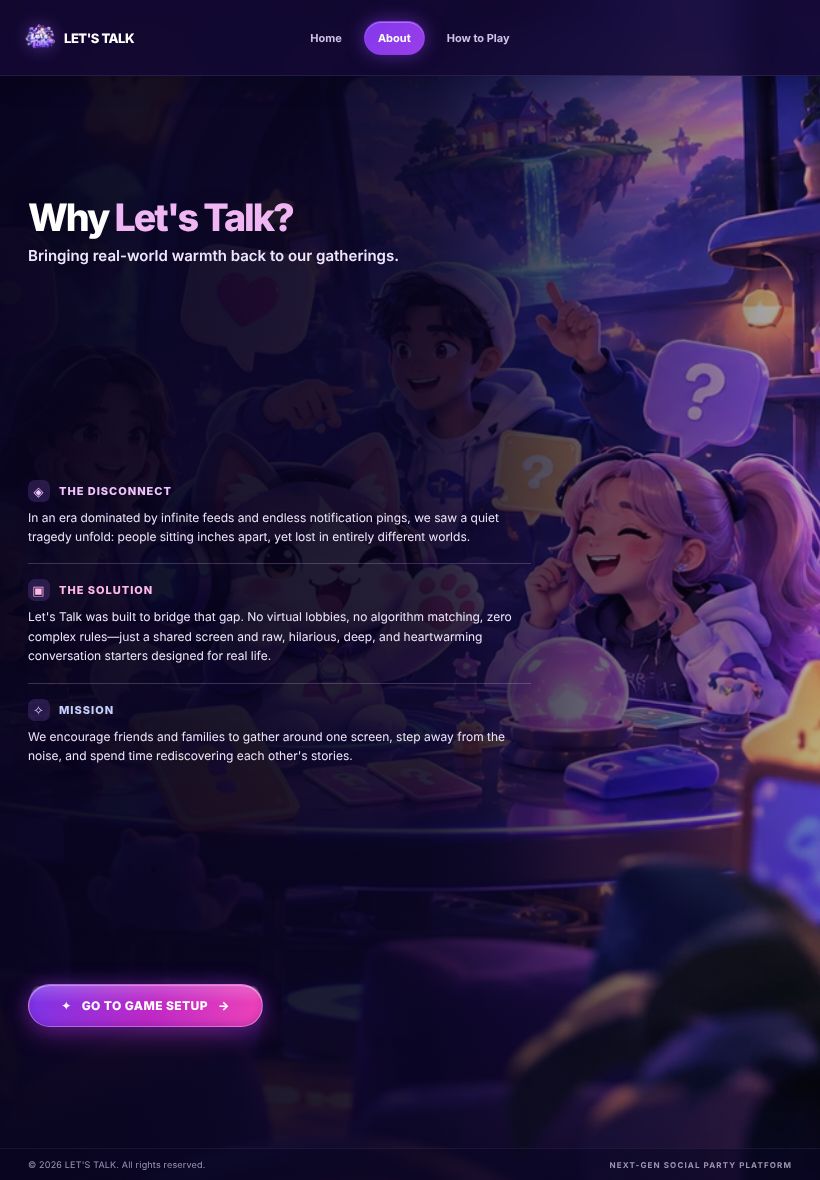 LET'S TALK
Home
About
How to Play
Why Let's Talk?
Bringing real-world warmth back to our gatherings.
THE DISCONNECT
In an era dominated by infinite feeds and endless notification pings, we saw a quiet
tragedy unfold: people sitting inches apart, yet lost in entirely different worlds.
THE SOLUTION
Let's Talk was built to bridge that gap. No virtual lobbies, no algorithm matching, zero
complex rules—just a shared screen and raw, hilarious, deep, and heartwarming
conversation starters designed for real life.
MISSION
We encourage friends and families to gather around one screen, step away from the
noise, and spend time rediscovering each other's stories.
✦ GO TO GAME SETUP →
© 2026 LET'S TALK. All rights reserved.
NEXT-GEN SOCIAL PARTY PLATFORM
?
?